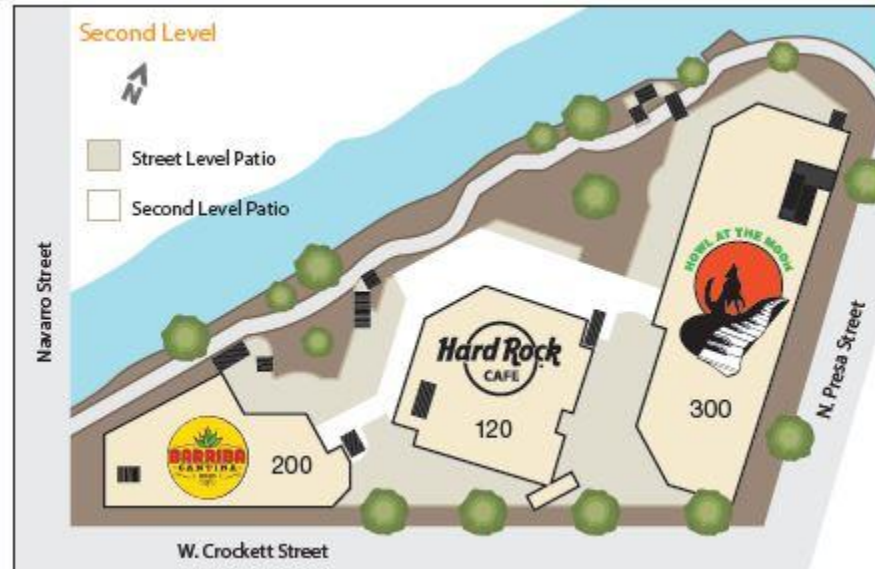 Second Level
N
Street Level Patio
Second Level Patio
Navarro Street
HOWL AT THE MOON
Hard Rock
CAFE
120
300
N. Presa Street
BARRIBA
CANTINA
200
W. Crockett Street